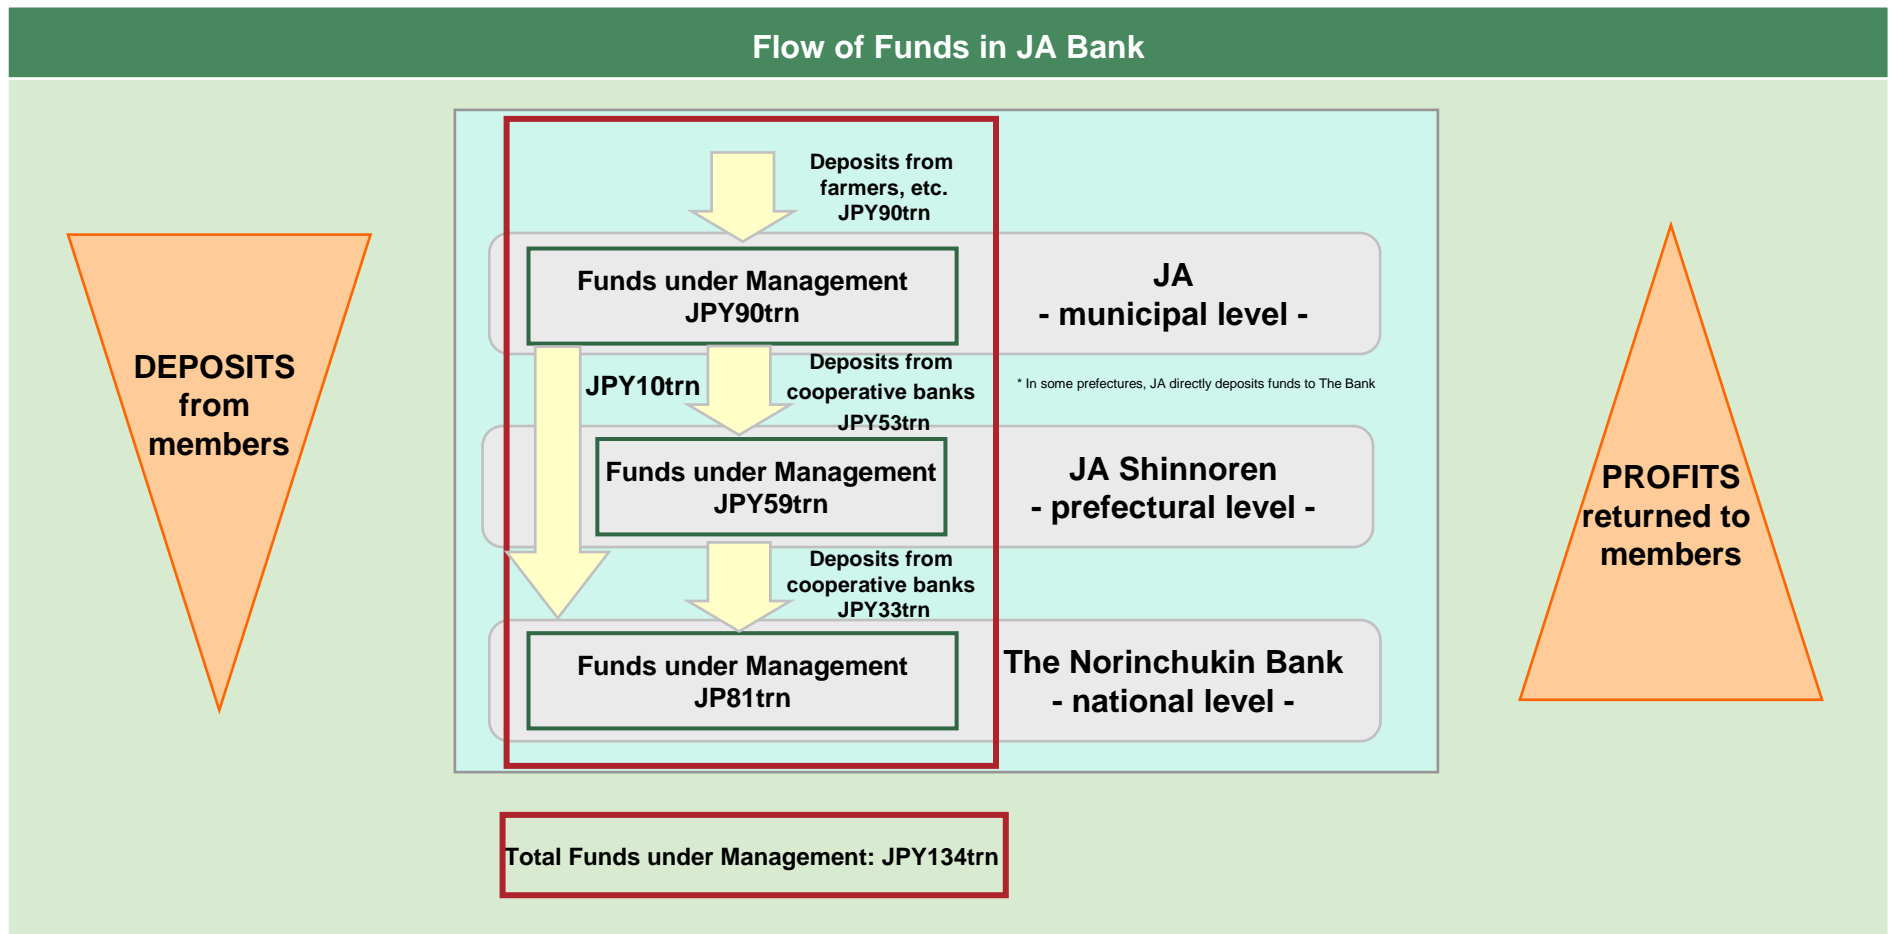 Flow of Funds in JA Bank
Deposits from
farmers, etc.
JPY90trn
Funds under Management
JPY90trn
JA
- municipal level -
DEPOSITS
from
members
JPY10trn
Deposits from
cooperative banks
JPY53trn
* In some prefectures, JA directly deposits funds to The Bank
Funds under Management
JPY59trn
JA Shinnoren
- prefectural level -
PROFITS
returned to
members
Deposits from
cooperative banks
JPY33trn
Funds under Management
JP81trn
The Norinchukin Bank
- national level -
Total Funds under Management: JPY134trn